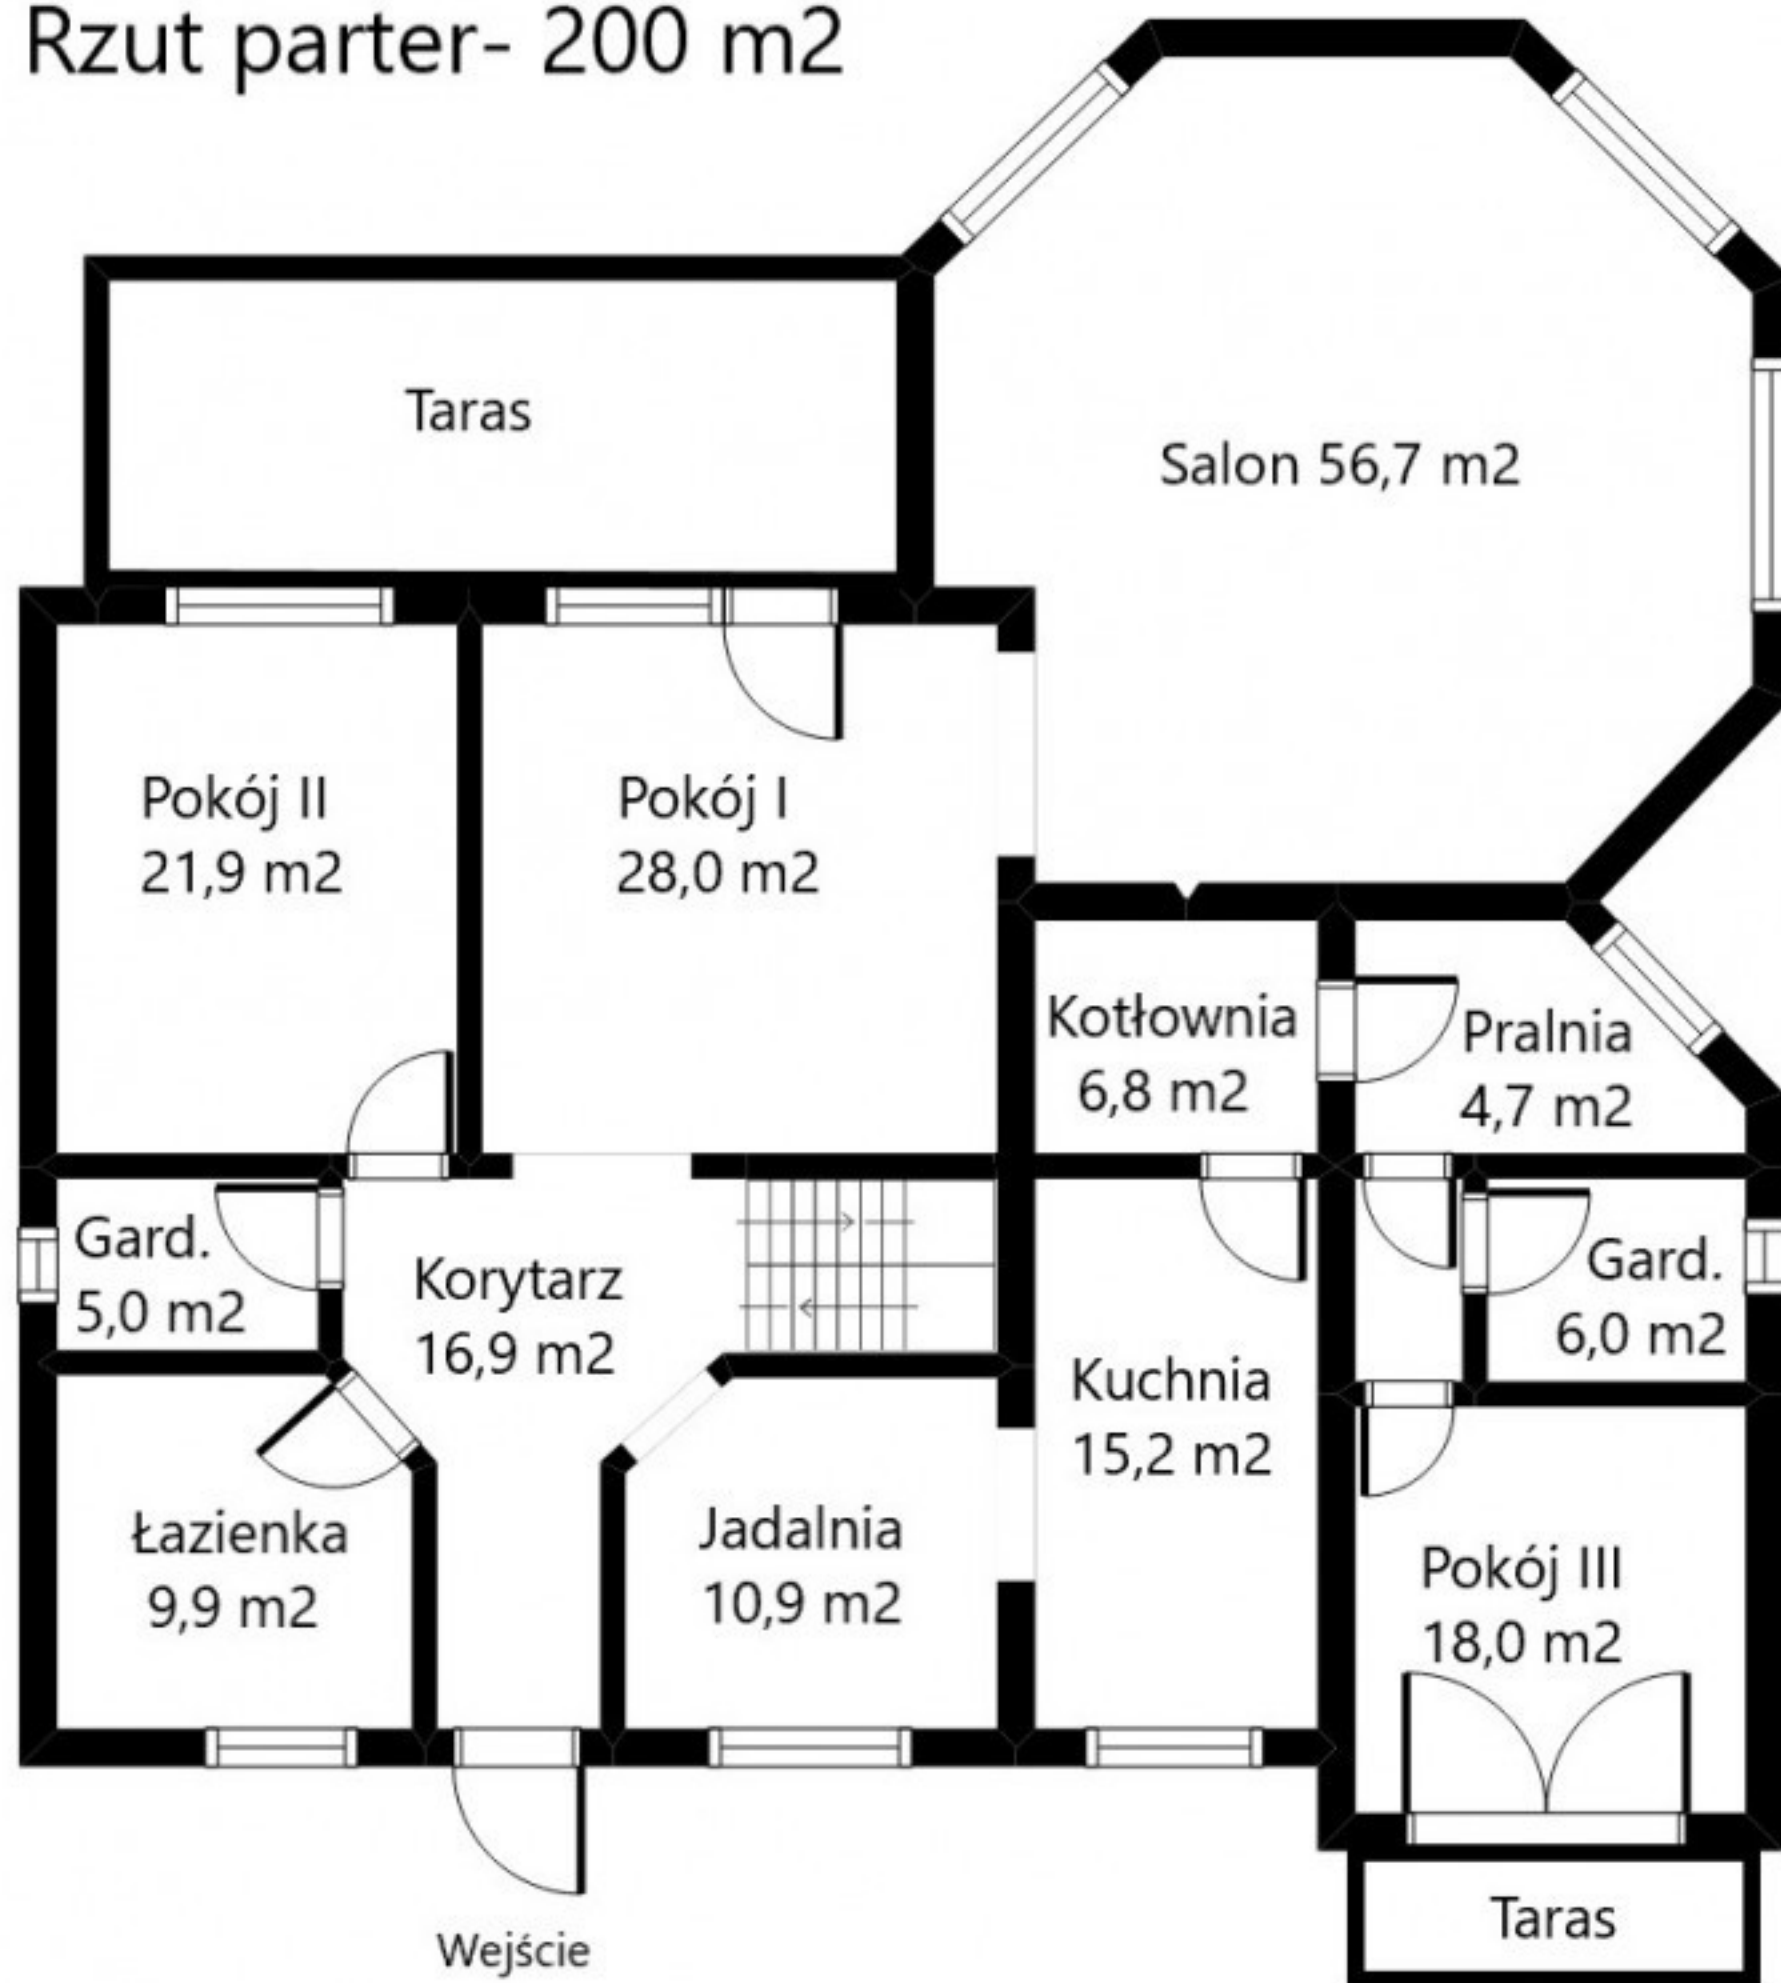 Rzut parter- 200 m2
Taras
Salon 56,7 m2
Pokój II
21,9 m2
Pokój I
28,0 m2
Kotłownia
6,8 m2
Pralnia
4,7 m2
Gard.
5,0 m2
Korytarz
16,9 m2
Gard.
6,0 m2
Kuchnia
15,2 m2
Łazienka
9,9 m2
Jadalnia
10,9 m2
Pokój III
18,0 m2
Taras
Wejście